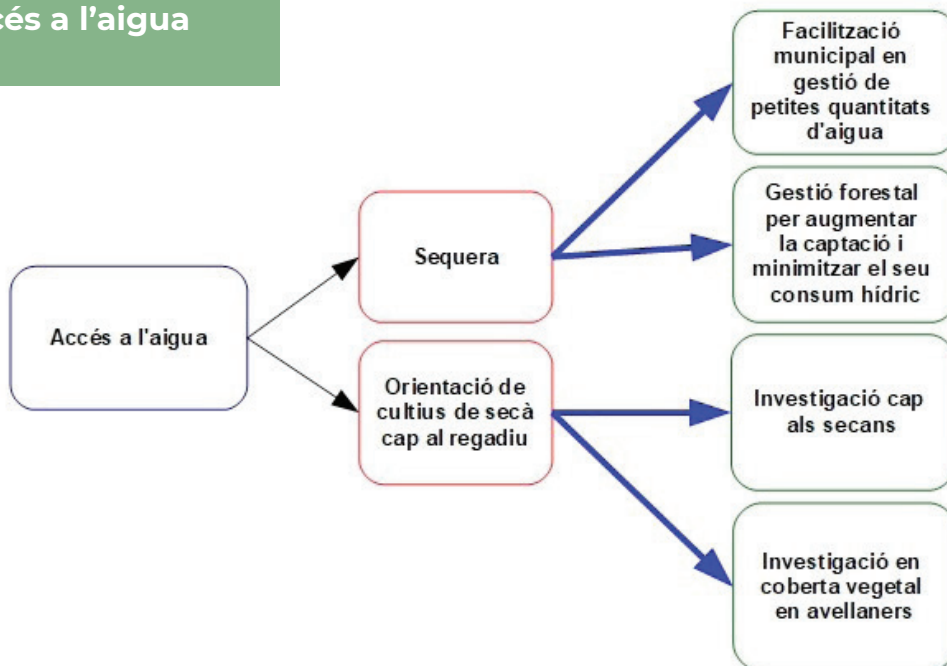 cés a l’aigua
Accés a l'aigua
Sequera
Orientació de
cultius de secà
cap al regadiu
Facilització
municipal en
gestió de
petites quantitats
d'aigua
Gestió forestal
per augmentar
la captació i
minimitzar el seu
consum hídric
Investigació cap
als secans
Investigació en
coberta vegetal
en avellaners